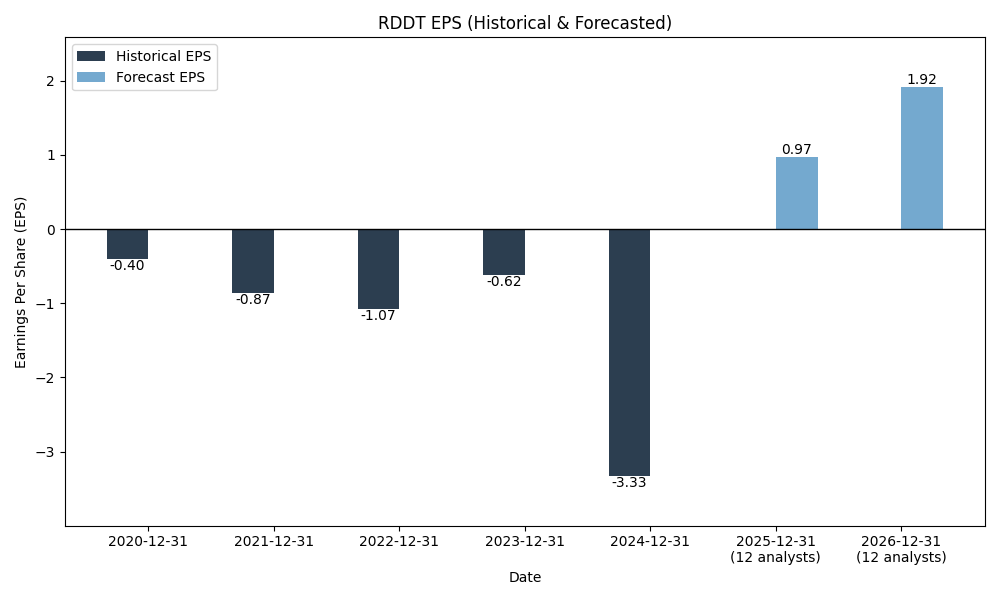 RDDT EPS (Historical & Forecasted)
Historical EPS
Forecast EPS
Earnings Per Share (EPS)
2
1
0
−1
−2
−3
-0.40
-0.87
-1.07
-0.62
-3.33
0.97
1.92
2020-12-31
2021-12-31
2022-12-31
2023-12-31
2024-12-31
2025-12-31
(12 analysts)
2026-12-31
(12 analysts)
Date